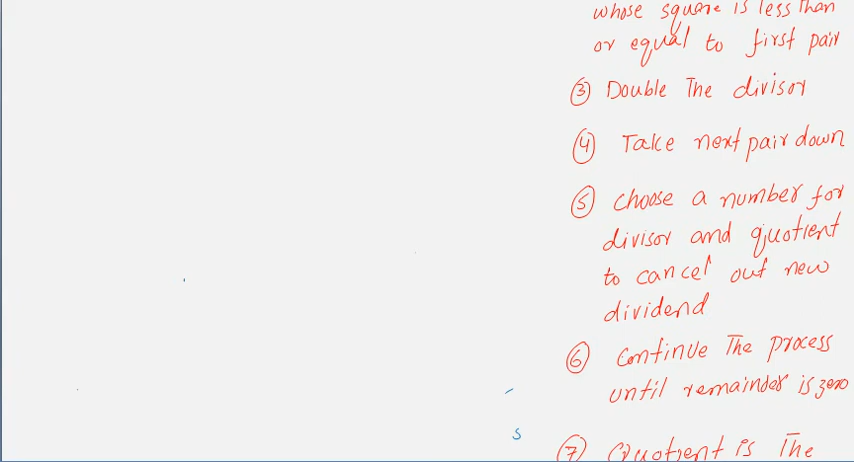 whose square is less than
or equal to first pair
③ Double The divisor
④ Take next pair down
⑤ choose a number for
divisor and quotient
to cancel out new
dividend
⑥ Continue The process
until remainder is zero
S
⑦ Quotient is The